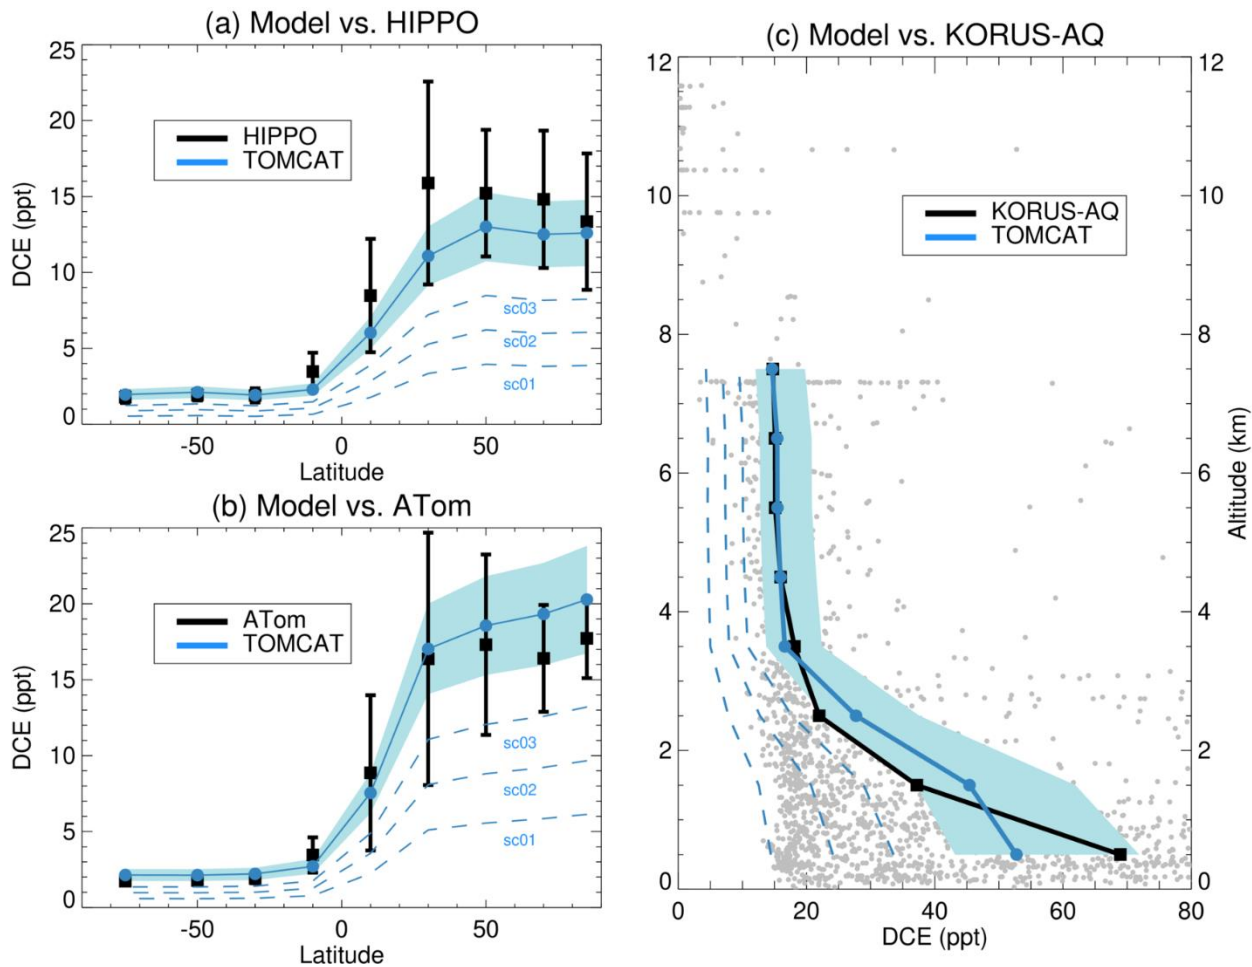 (a) Model vs. HIPPO
25
20
15
10
5
0
DCE (ppt)
HIPPO
TOMCAT
sc03
sc02
sc01
-50 0 50
Latitude
(b) Model vs. ATom
25
20
15
10
5
0
DCE (ppt)
ATom
TOMCAT
sc03
sc02
sc01
-50 0 50
Latitude
(c) Model vs. KORUS-AQ
12 12
10 10
KORUS-AQ
TOMCAT
8 8
6 6
4 4
2 2
0 0
Altitude (km)
0 20 40 60 80
DCE (ppt)